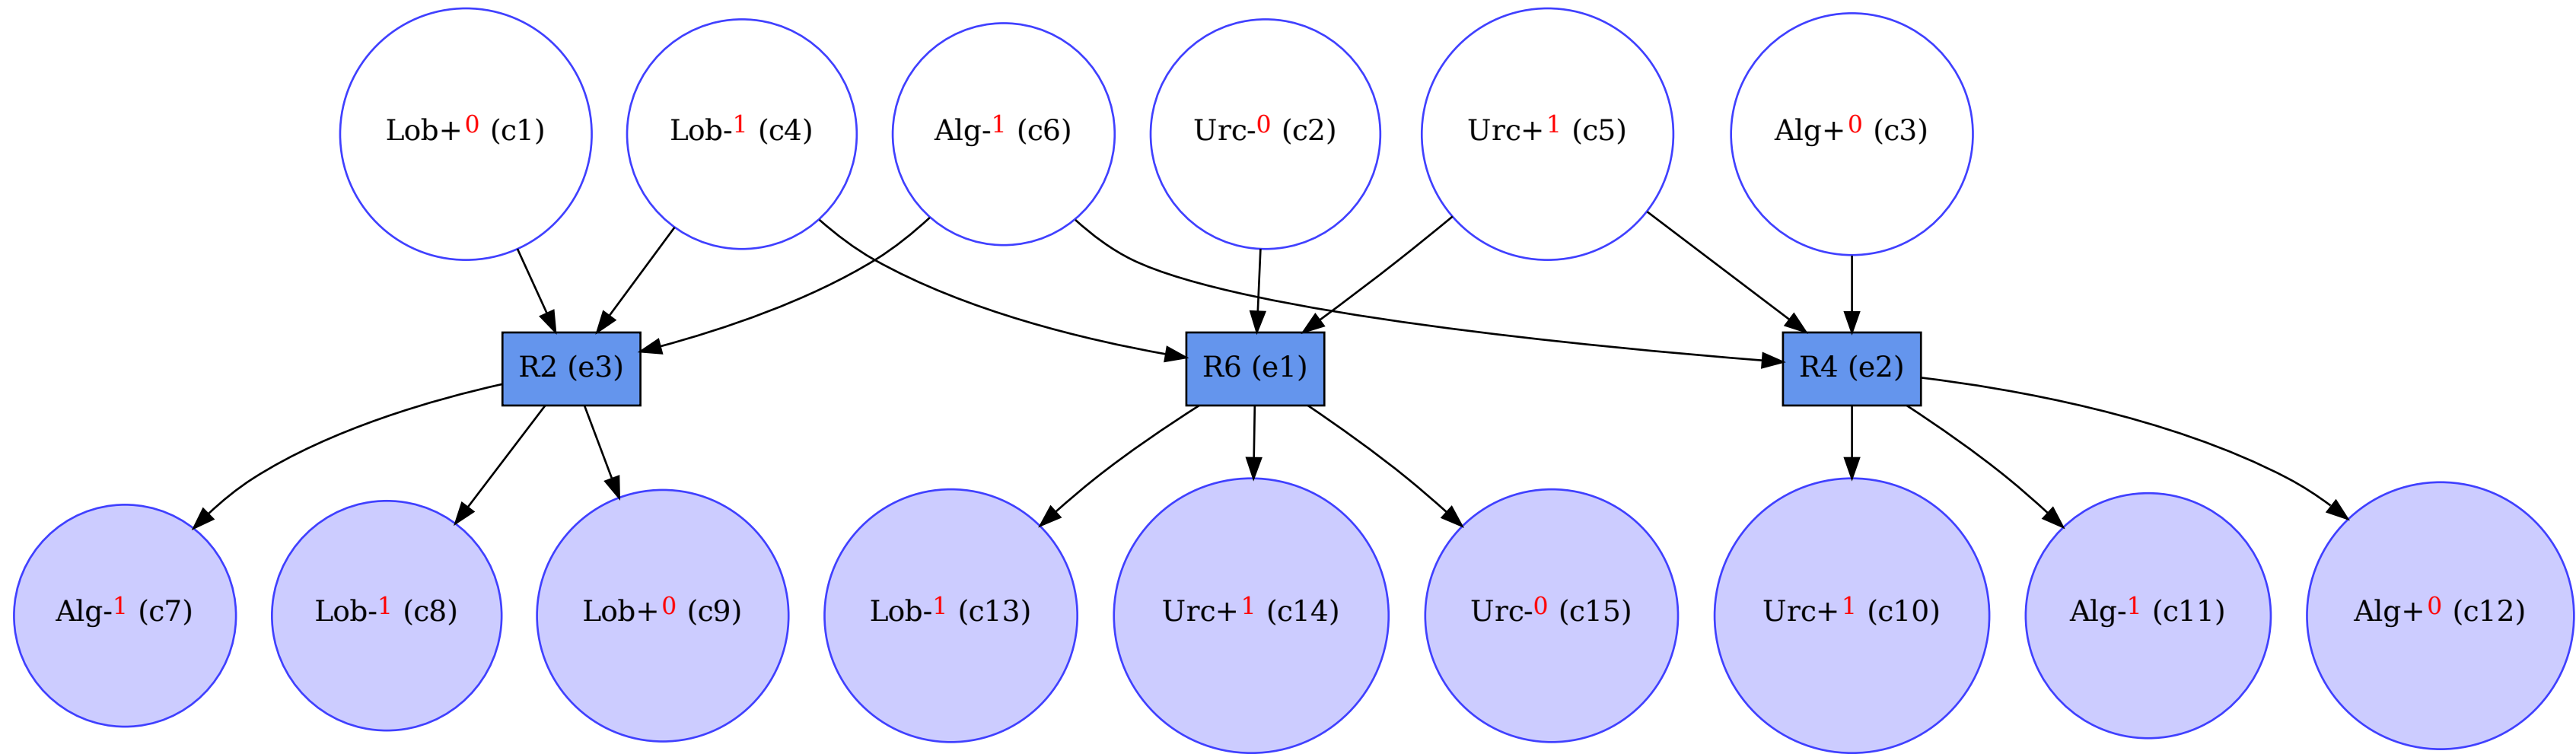 Lob+0 (c1)
Lob-1 (c4)
Alg-1 (c6)
Urc-0 (c2)
Urc+1 (c5)
Alg+0 (c3)
R2 (e3)
R6 (e1)
R4 (e2)
Alg-1 (c7)
Lob-1 (c8)
Lob+0 (c9)
Lob-1 (c13)
Urc+1 (c14)
Urc-0 (c15)
Urc+1 (c10)
Alg-1 (c11)
Alg+0 (c12)